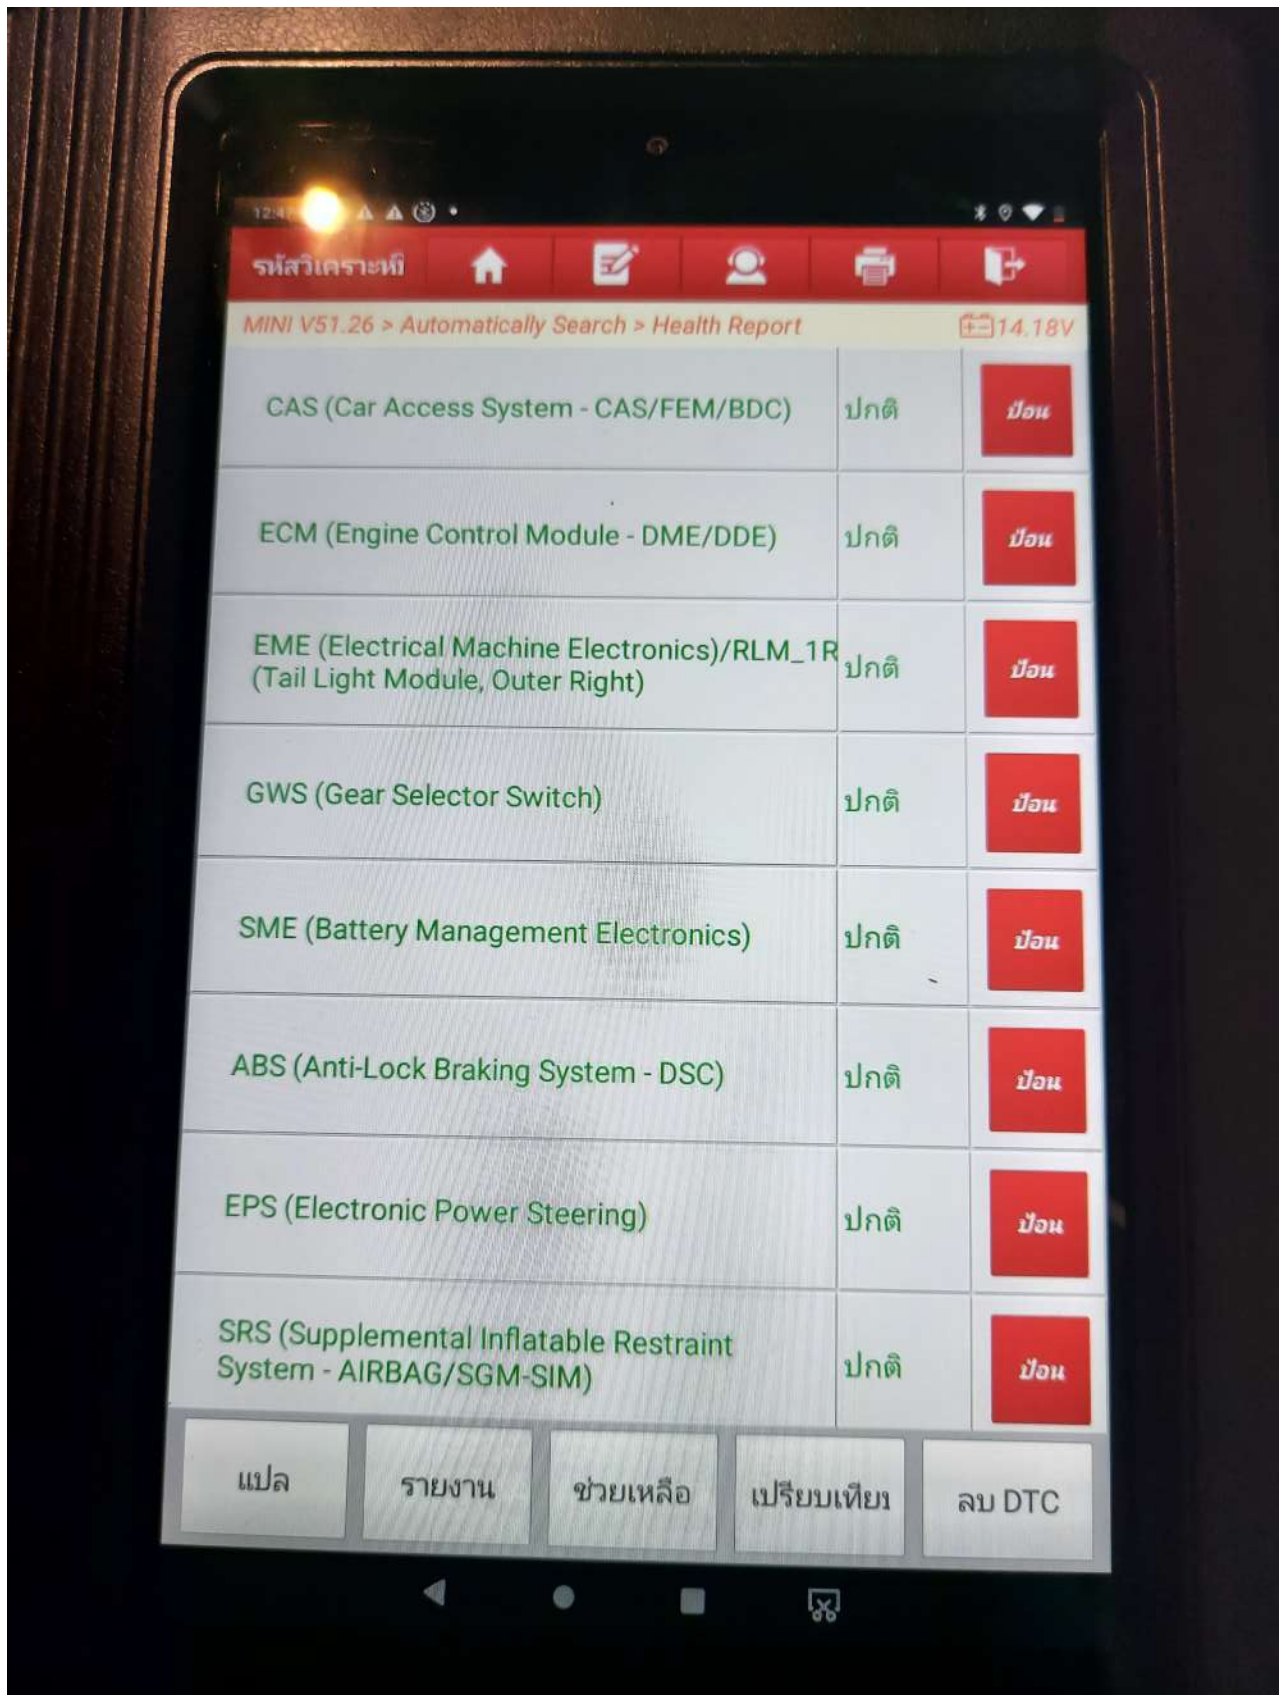 รหัสวิเคราะห์
MINI V51.26 > Automatically Search > Health Report
14.18V
CAS (Car Access System - CAS/FEM/BDC)
ปกติ
ป้อน
ECM (Engine Control Module - DME/DDE)
ปกติ
ป้อน
EME (Electrical Machine Electronics)/RLM_1R
(Tail Light Module, Outer Right)
ปกติ
ป้อน
GWS (Gear Selector Switch)
ปกติ
ป้อน
SME (Battery Management Electronics)
ปกติ
ป้อน
ABS (Anti-Lock Braking System - DSC)
ปกติ
ป้อน
EPS (Electronic Power Steering)
ปกติ
ป้อน
SRS (Supplemental Inflatable Restraint
System - AIRBAG/SGM-SIM)
ปกติ
ป้อน
แปล
รายงาน
ช่วยเหลือ
เปรียบเทีย
ลบ DTC